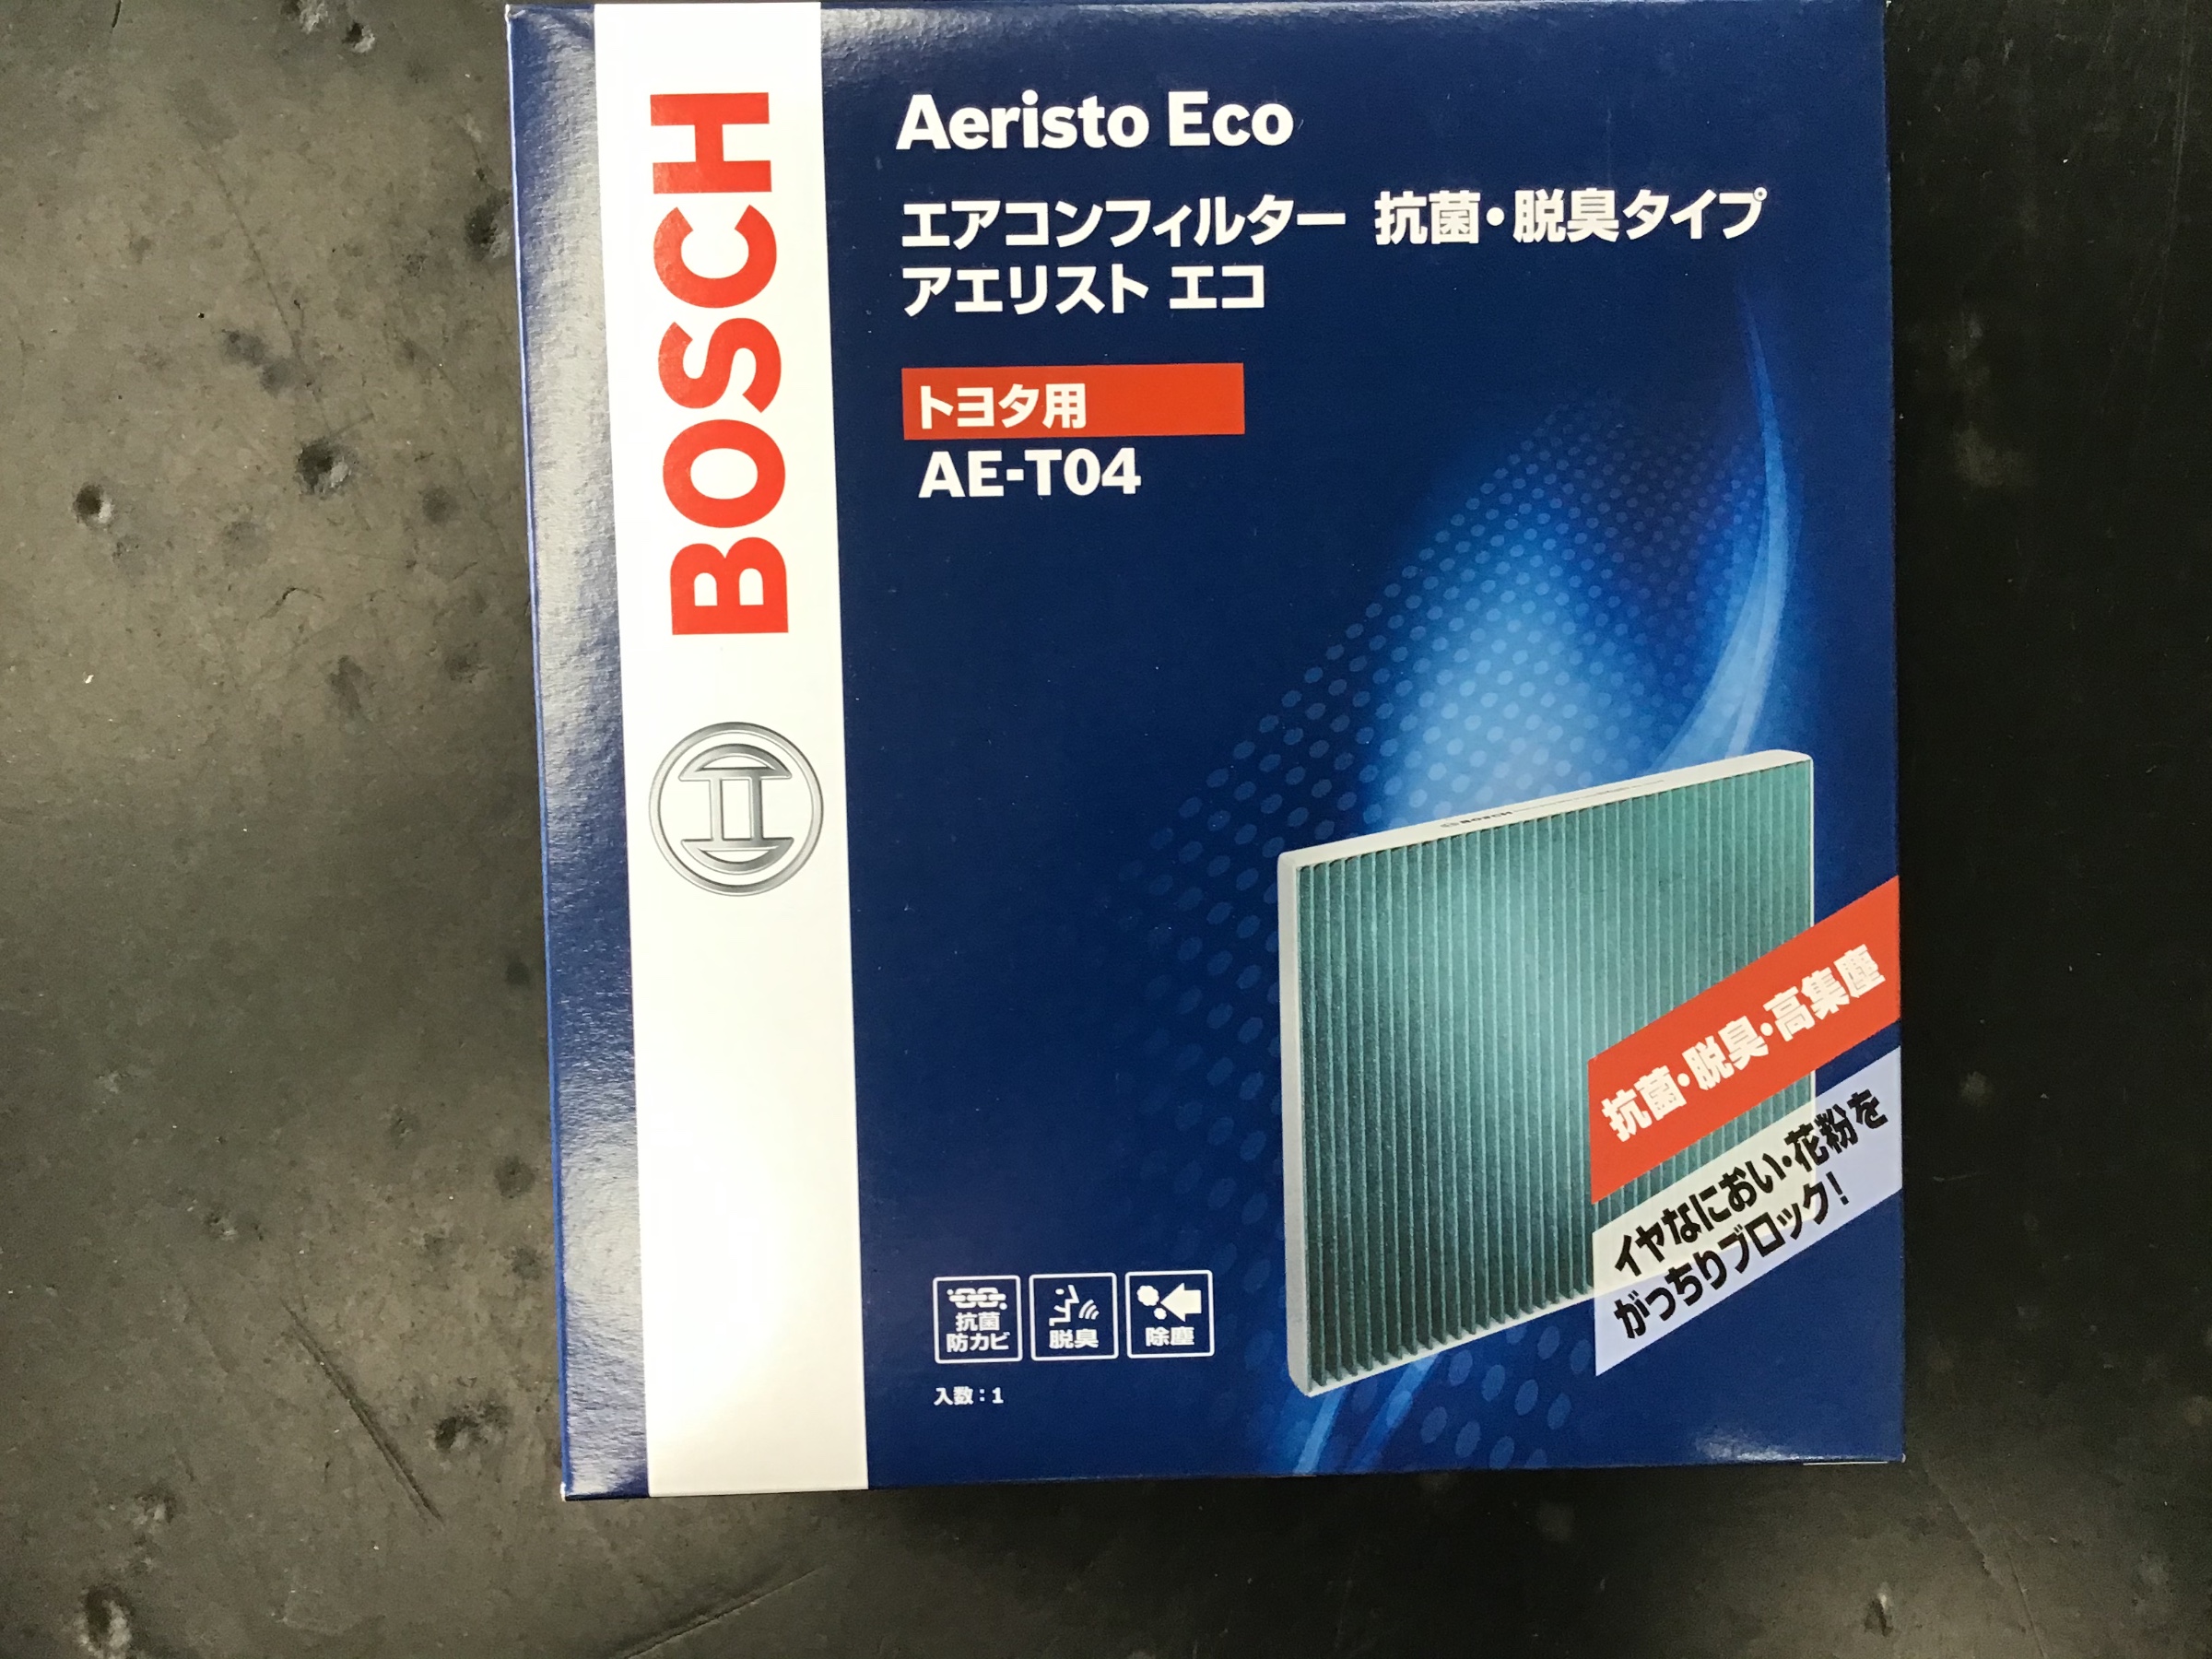 BOSCH
Aeristo Eco
エアコンフィルター 抗菌・脱臭タイプ
アエリスト エコ
トヨタ用
AE-T04
BOSCH
抗菌・脱臭・高集塵
イヤなにおい・花粉を
がっちりブロック!
抗菌
防カビ
脱臭
除塵
入数：1